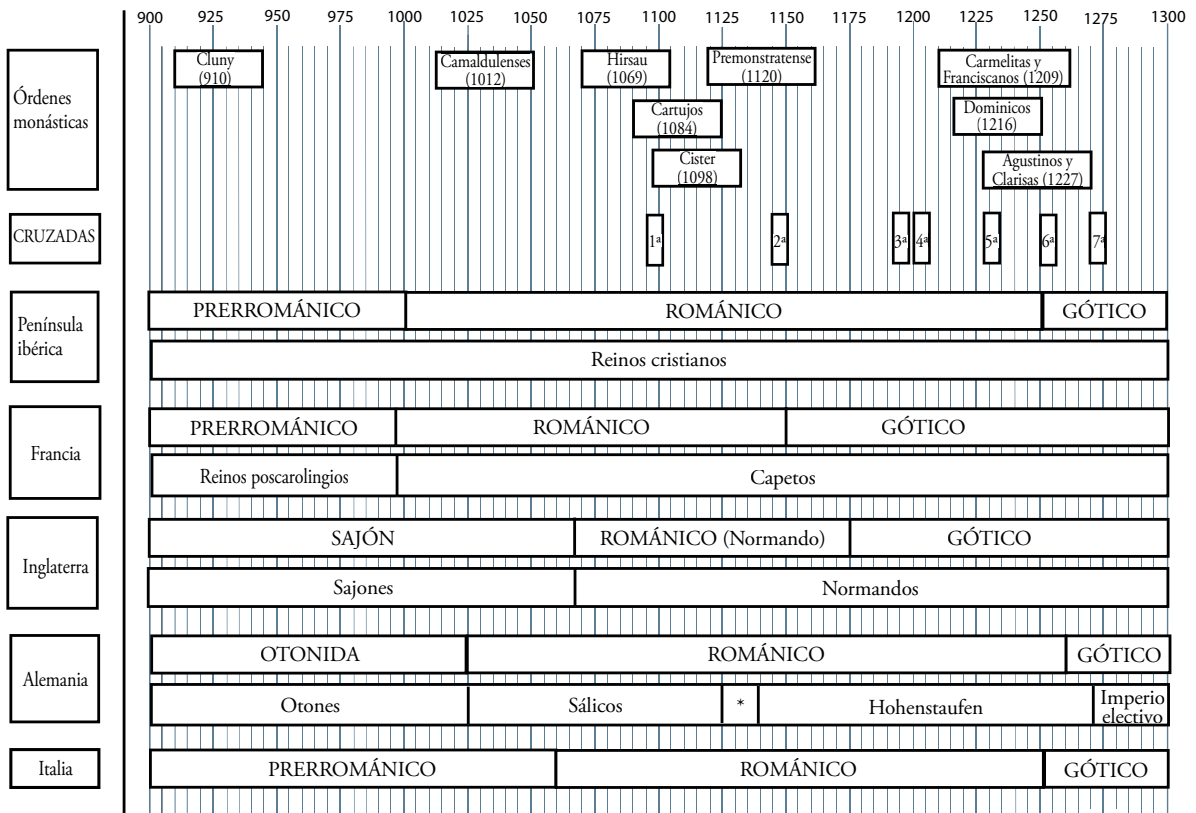 900 925 950 975 1000 1025 1050 1075 1100 1125 1150 1175 1200 1225 1250 1275 1300
Órdenes
monásticas
Cluny
(910)
Camaldulenses
(1012)
Hirsau
(1069)
Premonstratense
(1120)
Carmelitas y
Franciscanos (1209)
Cartujos
(1084)
Dominicos
(1216)
Cister
(1098)
Agustinos y
Clarisas (1227)
CRUZADAS
1ª 2ª 3ª 4ª 5ª 6ª 7ª
Península
ibérica
PRERROMÁNICO ROMÁNICO GÓTICO
Reinos cristianos
Francia
PRERROMÁNICO ROMÁNICO GÓTICO
Reinos poscarolingios Capetos
Inglaterra
SAJÓN ROMÁNICO (Normando) GÓTICO
Sajones Normandos
Alemania
OTONIDA ROMÁNICO GÓTICO
Otones Sálicos * Hohenstaufen Imperio
electivo
Italia
PRERROMÁNICO ROMÁNICO GÓTICO